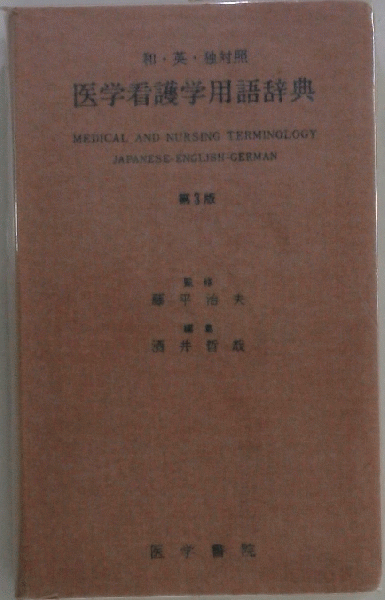 和・英・独対照
医学看護学用語辞典
MEDICAL AND NURSING TERMINOLOGY
JAPANESE-ENGLISH-GERMAN
第3版
監修
藤平治夫
編集
酒井哲哉
医学書院